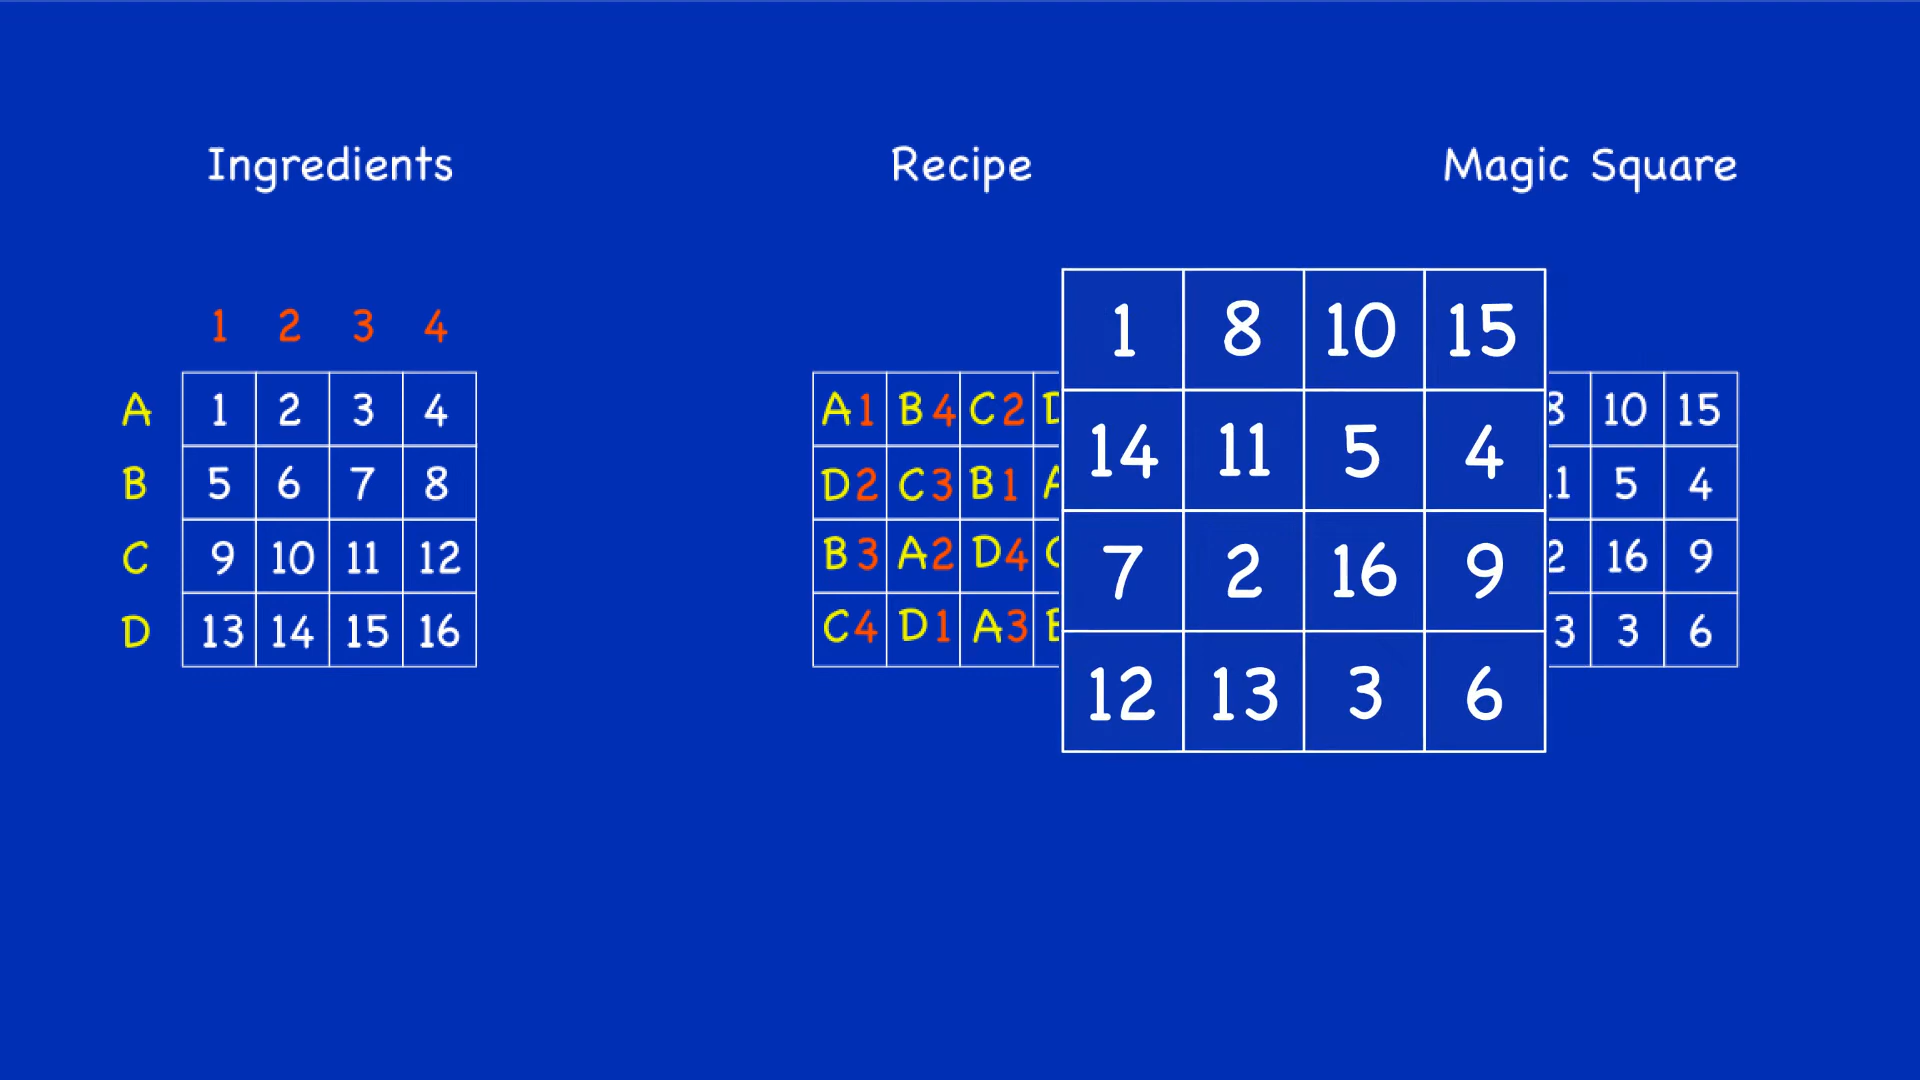 Ingredients Recipe Magic Square
1 2 3 4
1 8 10 15
A 1 2 3 4 A1 B4 C2 10 15
14 11 5 4
B 5 6 7 8 D2 C3 B1 5 4
7 2 16 9
C 9 10 11 12 B3 A2 D4 16 9
D 13 14 15 16 C4 D1 A3 3 6
12 13 3 6